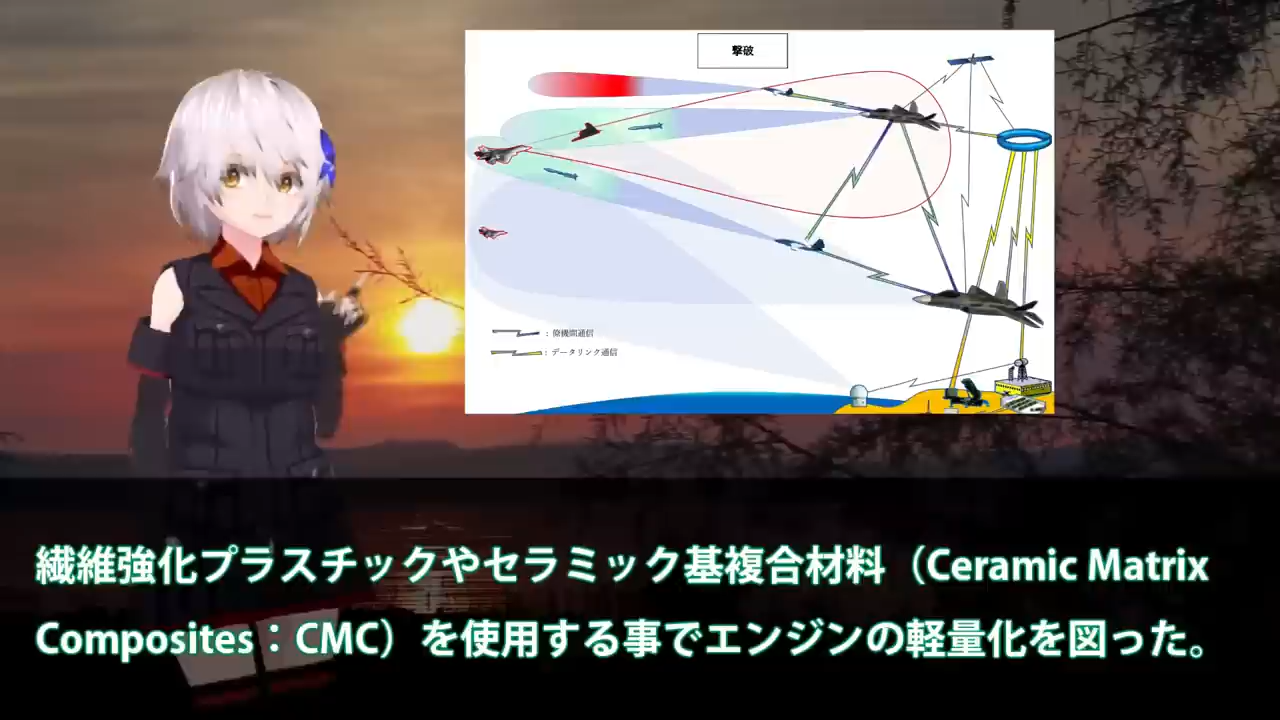 撃破
：僚機間通信
：データリンク通信
繊維強化プラスチックやセラミック基複合材料（Ceramic Matrix
Composites：CMC）を使用する事でエンジンの軽量化を図った。